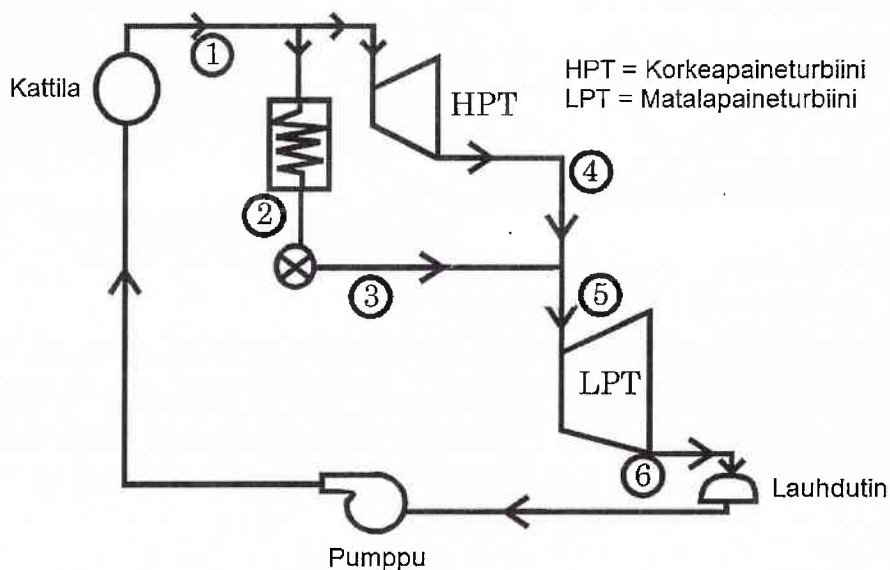 1
Kattila
HPT
HPT = Korkeapaineturbiini
LPT = Matalapaineturbiini
4
2
3
5
LPT
6
Lauhdutin
Pumppu